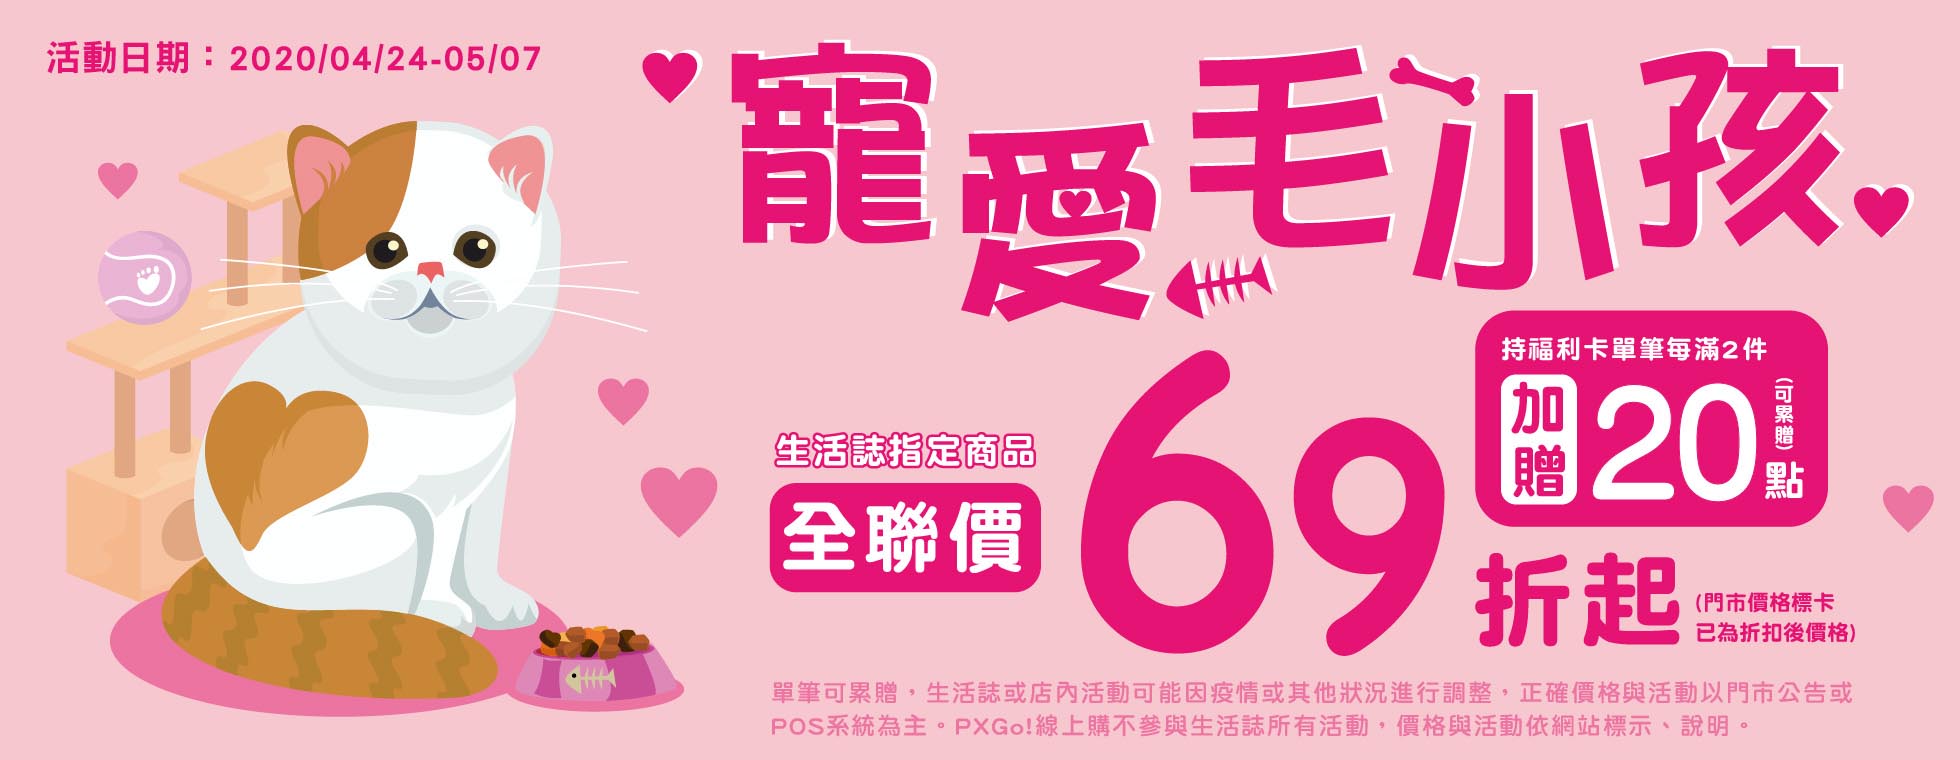 活動日期：2020/04/24-05/07
寵愛毛小孩
持福利卡單筆每滿2件
加贈20點
(可累贈)
生活誌指定商品
全聯價
69折起
(門市價格標卡
已為折扣後價格)
單筆可累贈，生活誌或店內活動可能因疫情或其他狀況進行調整，正確價格與活動以門市公告或
POS系統為主。PXGo!線上購不參與生活誌所有活動，價格與活動依網站標示、說明。